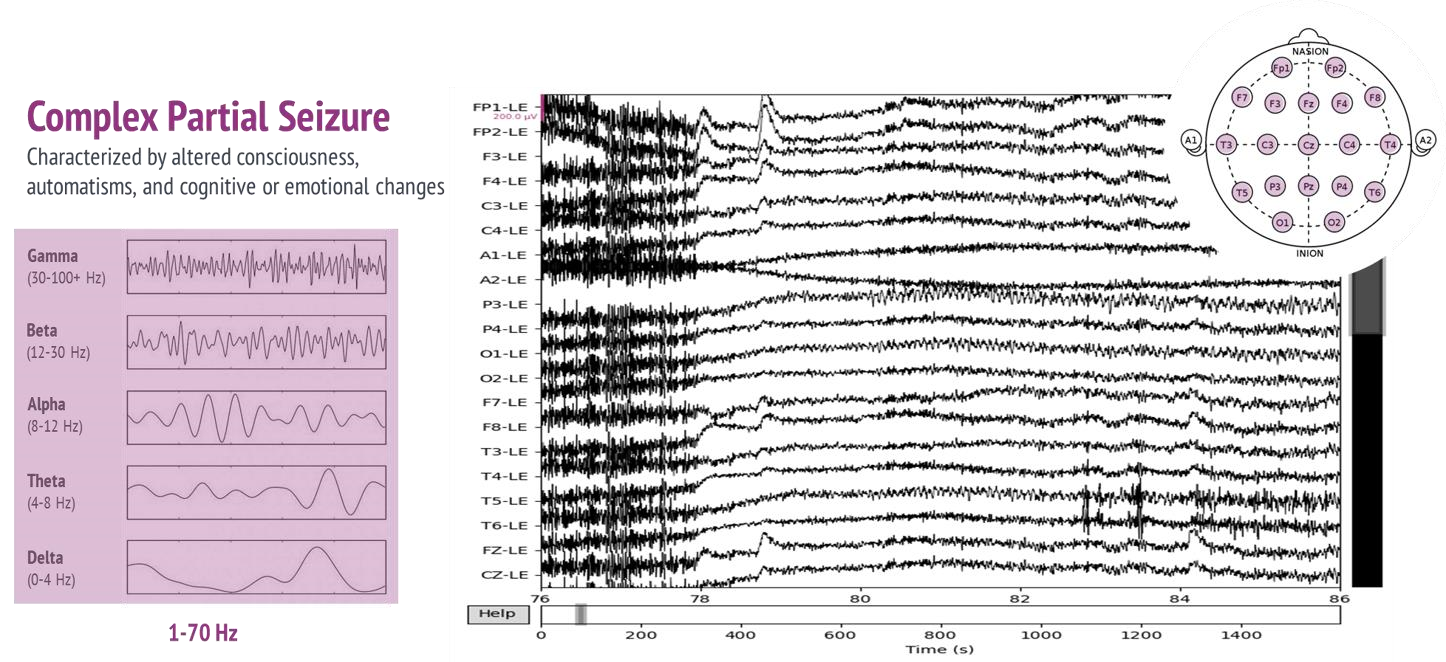 Complex Partial Seizure
Characterized by altered consciousness,
automatisms, and cognitive or emotional changes
Gamma
(30-100+ Hz)
Beta
(12-30 Hz)
Alpha
(8-12 Hz)
Theta
(4-8 Hz)
Delta
(0-4 Hz)
1-70 Hz
FP1-LE
200.0 µV
FP2-LE
F3-LE
F4-LE
C3-LE
C4-LE
A1-LE
A2-LE
P3-LE
P4-LE
O1-LE
O2-LE
F7-LE
F8-LE
T3-LE
T4-LE
T5-LE
T6-LE
FZ-LE
CZ-LE
76 78 80 82 84 86
Help
0 200 400 600 800 1000 1200 1400
Time (s)
NASION
Fp1 Fp2
F7 F3 Fz F4 F8
A1 T3 C3 Cz C4 T4 A2
T5 P3 Pz P4 T6
O1 O2
INION